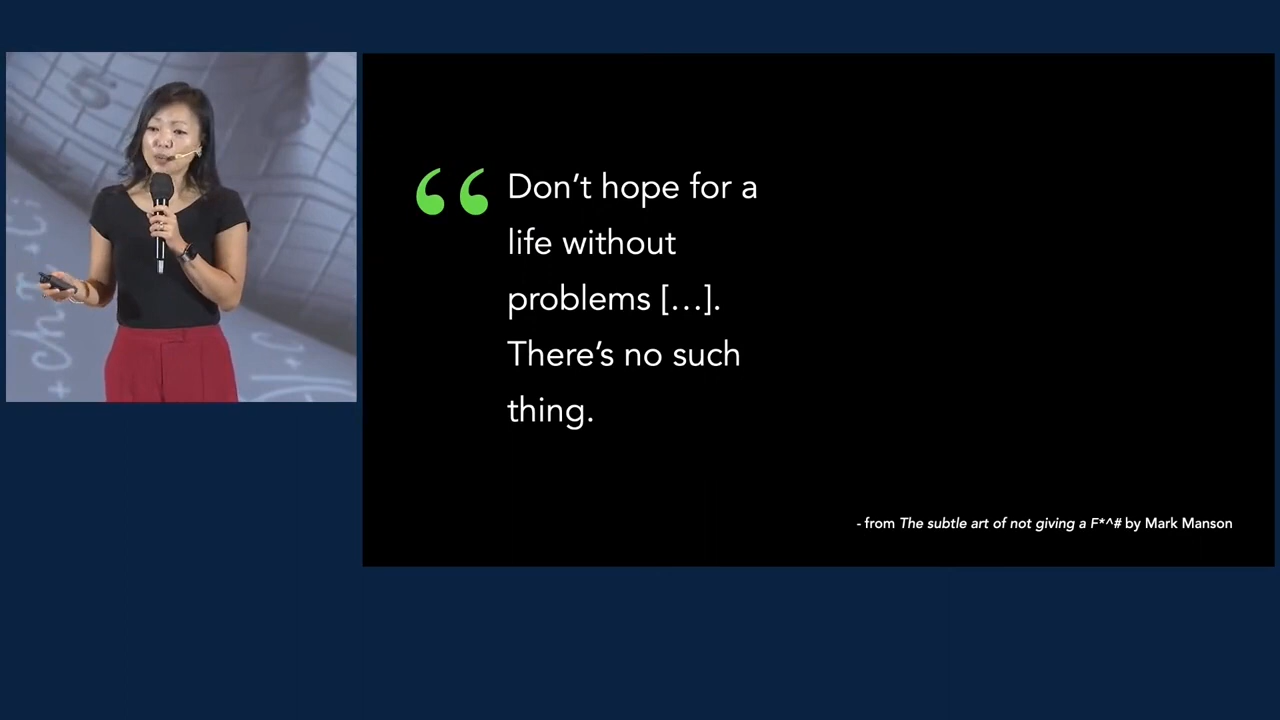 “ Don’t hope for a
life without
problems […].
There’s no such
thing.
- from The subtle art of not giving a F*^# by Mark Manson